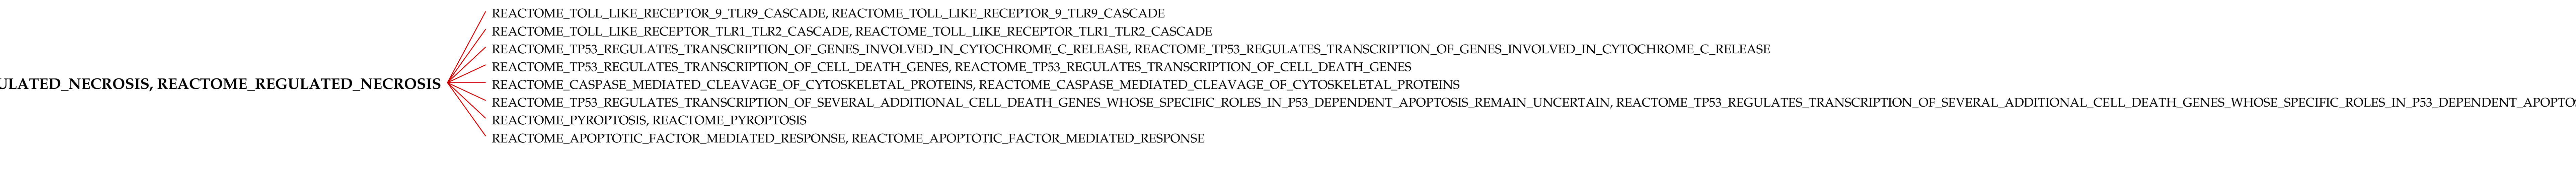 REACTOME_TOLL_LIKE_RECEPTOR_9_TLR9_CASCADE, REACTOME_TOLL_LIKE_RECEPTOR_9_TLR9_CASCADE
REACTOME_TOLL_LIKE_RECEPTOR_TLR1_TLR2_CASCADE, REACTOME_TOLL_LIKE_RECEPTOR_TLR1_TLR2_CASCADE
REACTOME_TP53_REGULATES_TRANSCRIPTION_OF_GENES_INVOLVED_IN_CYTOCHROME_C_RELEASE, REACTOME_TP53_REGULATES_TRANSCRIPTION_OF_GENES_INVOLVED_IN_CYTOCHROME_C_RELEASE
REACTOME_TP53_REGULATES_TRANSCRIPTION_OF_CELL_DEATH_GENES, REACTOME_TP53_REGULATES_TRANSCRIPTION_OF_CELL_DEATH_GENES
ULATED_NECROSIS, REACTOME_REGULATED_NECROSIS
REACTOME_CASPASE_MEDIATED_CLEAVAGE_OF_CYTOSKELETAL_PROTEINS, REACTOME_CASPASE_MEDIATED_CLEAVAGE_OF_CYTOSKELETAL_PROTEINS
REACTOME_TP53_REGULATES_TRANSCRIPTION_OF_SEVERAL_ADDITIONAL_CELL_DEATH_GENES_WHOSE_SPECIFIC_ROLES_IN_P53_DEPENDENT_APOPTOSIS_REMAIN_UNCERTAIN, REACTOME_TP53_REGULATES_TRANSCRIPTION_OF_SEVERAL_ADDITIONAL_CELL_DEATH_GENES_WHOSE_SPECIFIC_ROLES_IN_P53_DEPENDENT_APOPTO
REACTOME_PYROPTOSIS, REACTOME_PYROPTOSIS
REACTOME_APOPTOTIC_FACTOR_MEDIATED_RESPONSE, REACTOME_APOPTOTIC_FACTOR_MEDIATED_RESPONSE